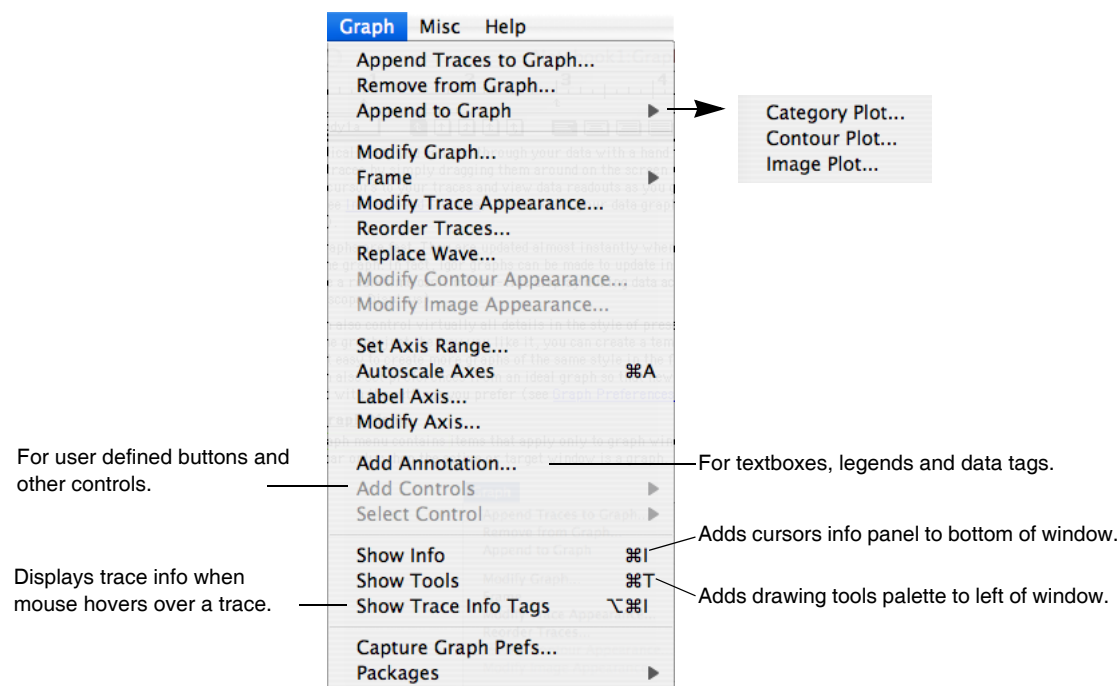 Graph Misc Help
Append Traces to Graph...
Remove from Graph...
Append to Graph
Category Plot...
Contour Plot...
Image Plot...
Modify Graph...
Frame
Modify Trace Appearance...
Reorder Traces...
Replace Wave...
Modify Contour Appearance...
Modify Image Appearance...
Set Axis Range...
Autoscale Axes ⌘A
Label Axis...
Modify Axis...
For user defined buttons and
other controls.
Add Annotation...
For textboxes, legends and data tags.
Add Controls
Select Control
Show Info ⌘I
Adds cursors info panel to bottom of window.
Displays trace info when
mouse hovers over a trace.
Show Tools ⌘T
Adds drawing tools palette to left of window.
Show Trace Info Tags ⌥⌘I
Capture Graph Prefs...
Packages